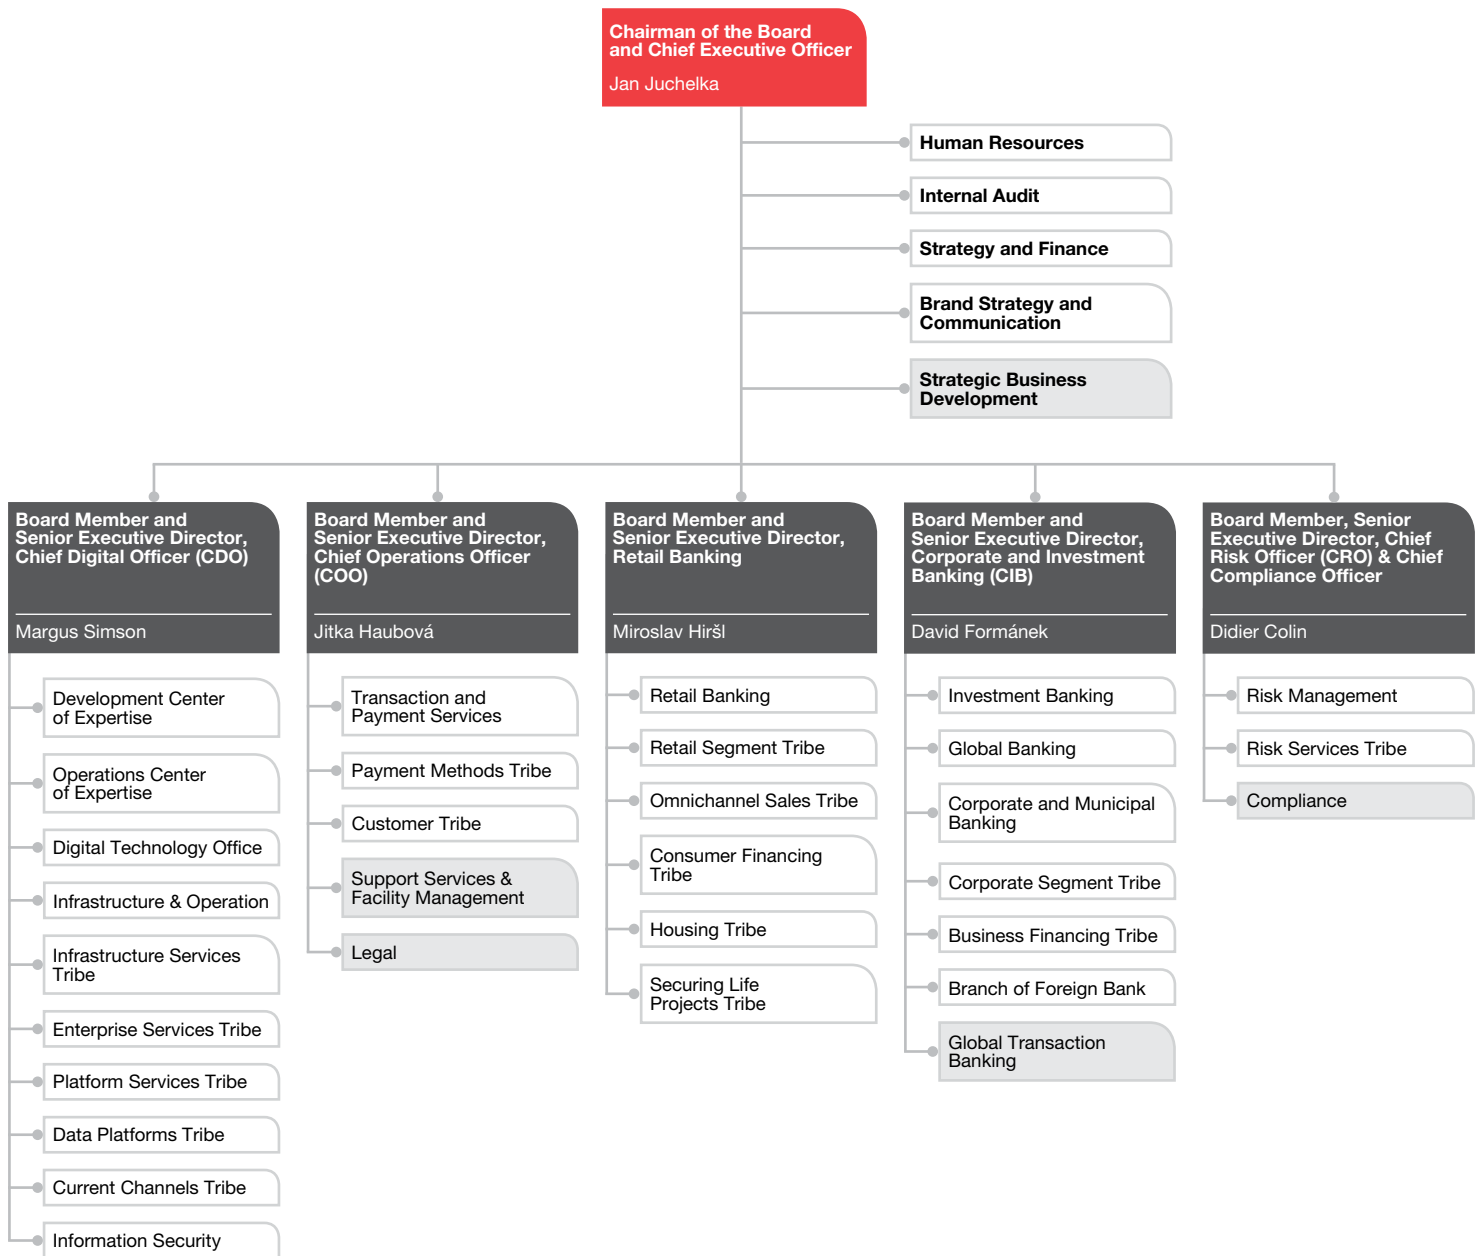 Chairman of the Board
and Chief Executive Officer
Jan Juchelka
Human Resources
Internal Audit
Strategy and Finance
Brand Strategy and
Communication
Strategic Business
Development
Board Member and
Senior Executive Director,
Chief Digital Officer (CDO)
Margus Simson
Development Center
of Expertise
Operations Center
of Expertise
Digital Technology Office
Infrastructure & Operation
Infrastructure Services
Tribe
Enterprise Services Tribe
Platform Services Tribe
Data Platforms Tribe
Current Channels Tribe
Information Security
Board Member and
Senior Executive Director,
Chief Operations Officer
(COO)
Jitka Haubová
Transaction and
Payment Services
Payment Methods Tribe
Customer Tribe
Support Services &
Facility Management
Legal
Board Member and
Senior Executive Director,
Retail Banking
Miroslav Hiršl
Retail Banking
Retail Segment Tribe
Omnichannel Sales Tribe
Consumer Financing
Tribe
Housing Tribe
Securing Life
Projects Tribe
Board Member and
Senior Executive Director,
Corporate and Investment
Banking (CIB)
David Formánek
Investment Banking
Global Banking
Corporate and Municipal
Banking
Corporate Segment Tribe
Business Financing Tribe
Branch of Foreign Bank
Global Transaction
Banking
Board Member, Senior
Executive Director, Chief
Risk Officer (CRO) & Chief
Compliance Officer
Didier Colin
Risk Management
Risk Services Tribe
Compliance